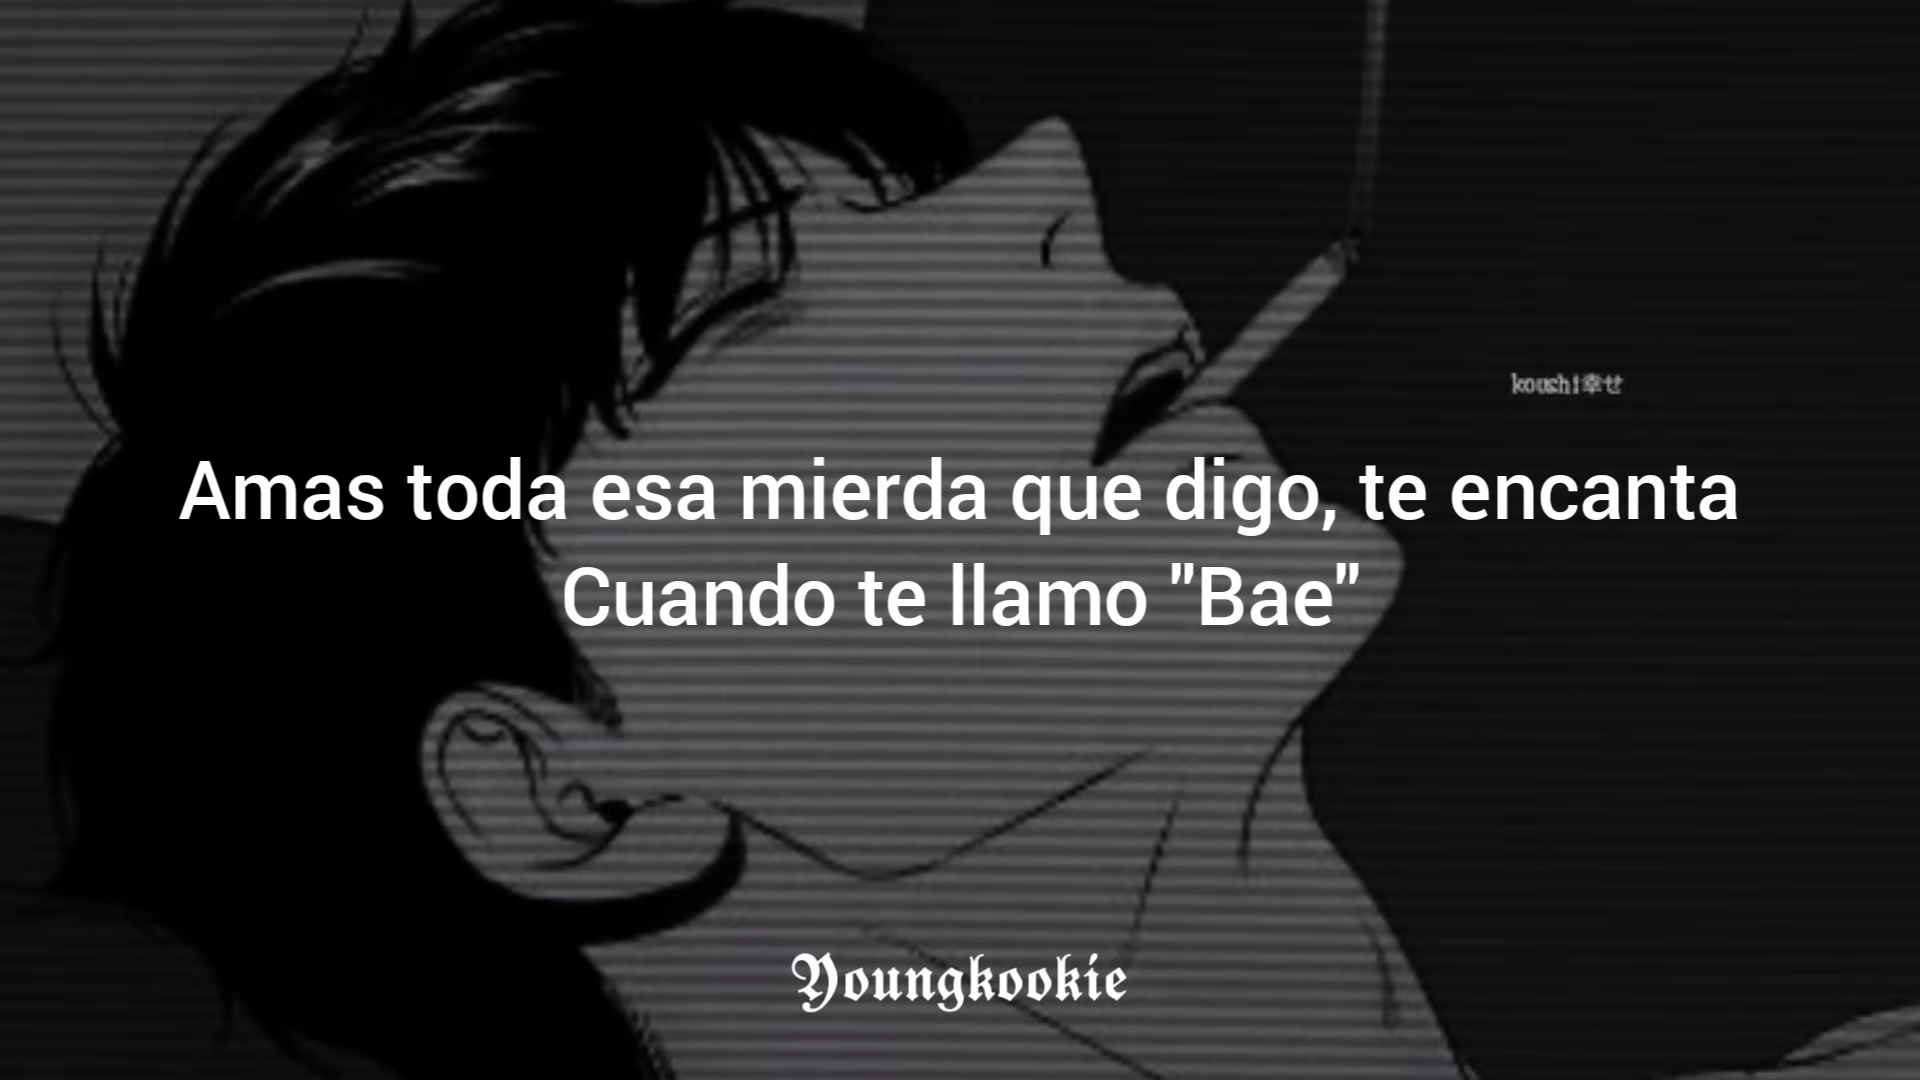 koushi幸せ
Amas toda esa mierda que digo, te encanta
Cuando te llamo "Bae"
Youngkookie